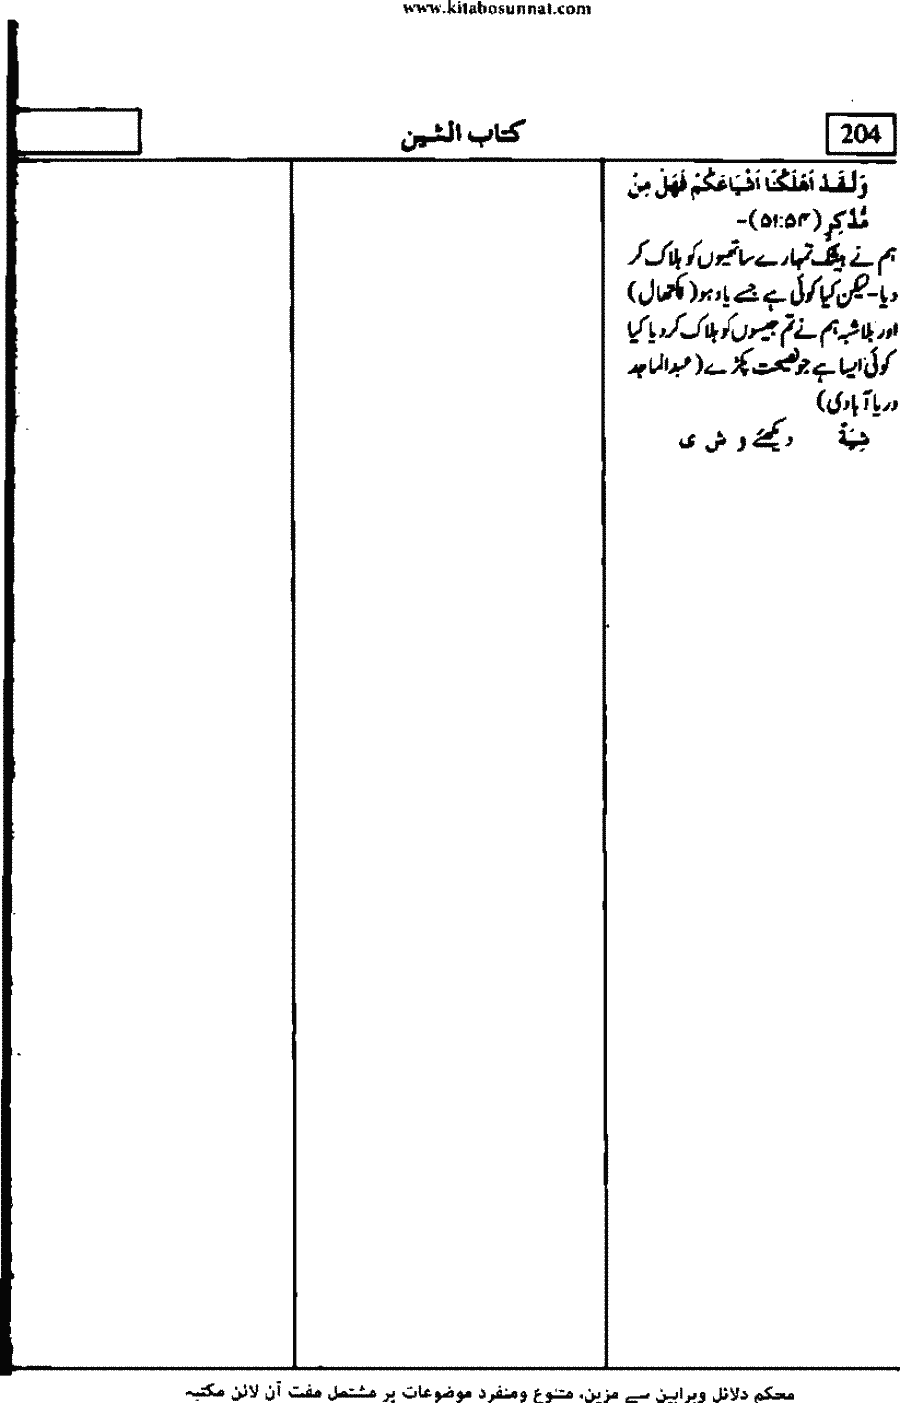 www.kitabosunnat.com
204
كتاب الشين
وَلَقَدْ اَهْلَكْنَا اَشْيَاعَكُمْ فَهَلْ مِنْ
مُّدَّكِرٍ (۵۱:۵۴)-
ہم نے بیشک تمہارے ساتھیوں کو ہلاک کر
دیا-لیکن کیا کوئی ہے جسے یاد ہو (پکتھال)
اور بلاشبہ ہم نے تم جیسوں کو ہلاک کر دیا کیا
کوئی ایسا ہے جو نصیحت پکڑے (عبدالماجد
دریا آبادی)
شِيَةٌ دیکھئے و ش ی
محکم دلائل وبراہین سے مزین، متنوع ومنفرد موضوعات پر مشتمل مفت آن لائن مکتبہ